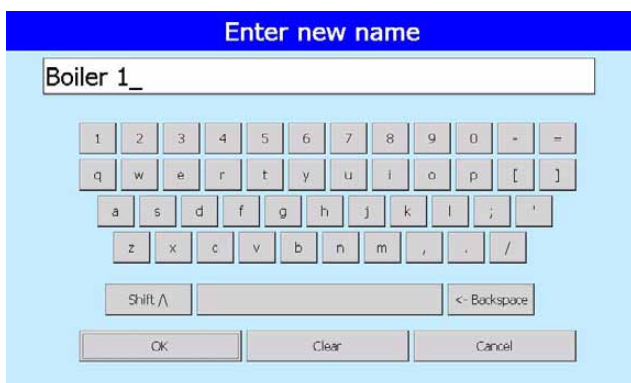 Enter new name
Boiler 1_
1 2 3 4 5 6 7 8 9 0 - =
q w e r t y u i o p [ ]
a s d f g h j k l ; '
z x c v b n m , . /
Shift /\ <- Backspace
OK Clear Cancel